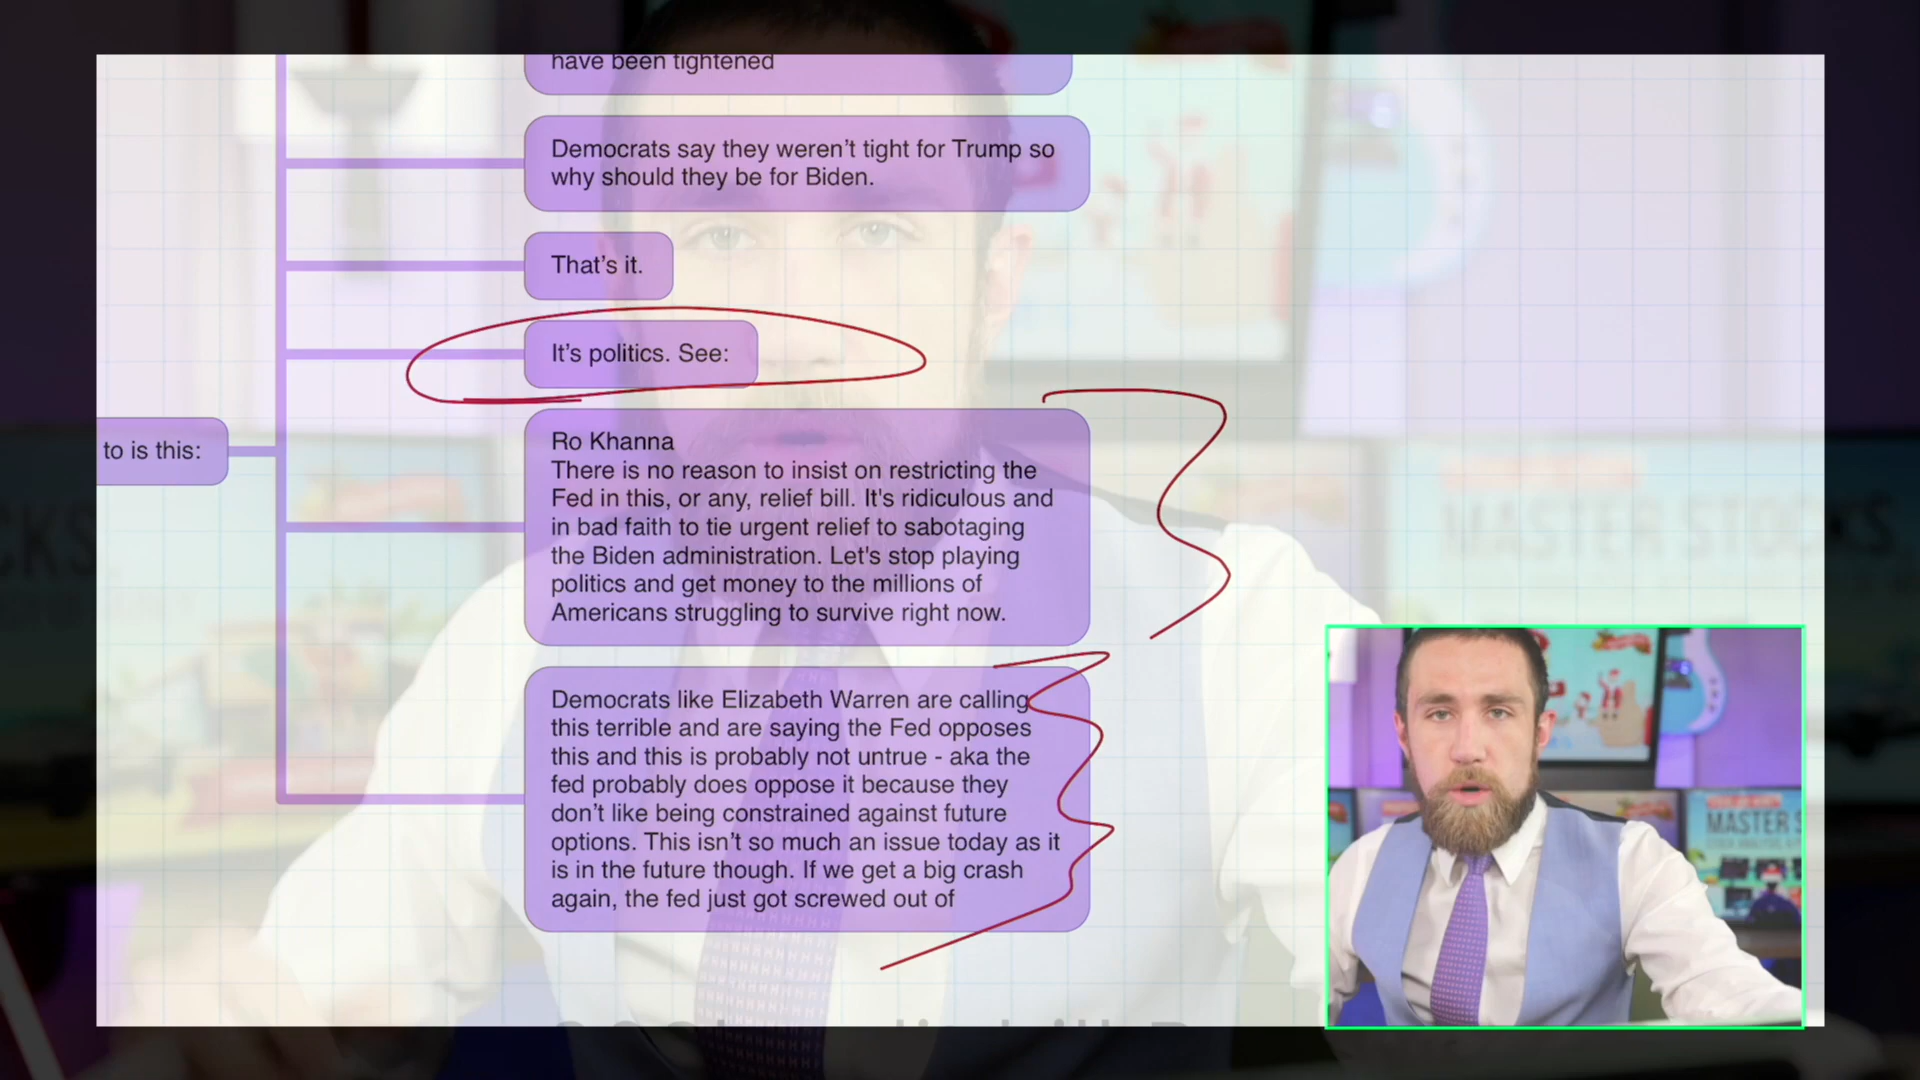 have been tightened
Democrats say they weren’t tight for Trump so
why should they be for Biden.
That’s it.
It’s politics. See:
to is this:
Ro Khanna
There is no reason to insist on restricting the
Fed in this, or any, relief bill. It's ridiculous and
in bad faith to tie urgent relief to sabotaging
the Biden administration. Let's stop playing
politics and get money to the millions of
Americans struggling to survive right now.
Democrats like Elizabeth Warren are calling
this terrible and are saying the Fed opposes
this and this is probably not untrue - aka the
fed probably does oppose it because they
don’t like being constrained against future
options. This isn’t so much an issue today as it
is in the future though. If we get a big crash
again, the fed just got screwed out of
MASTER STOCKS
CKS
MASTER S